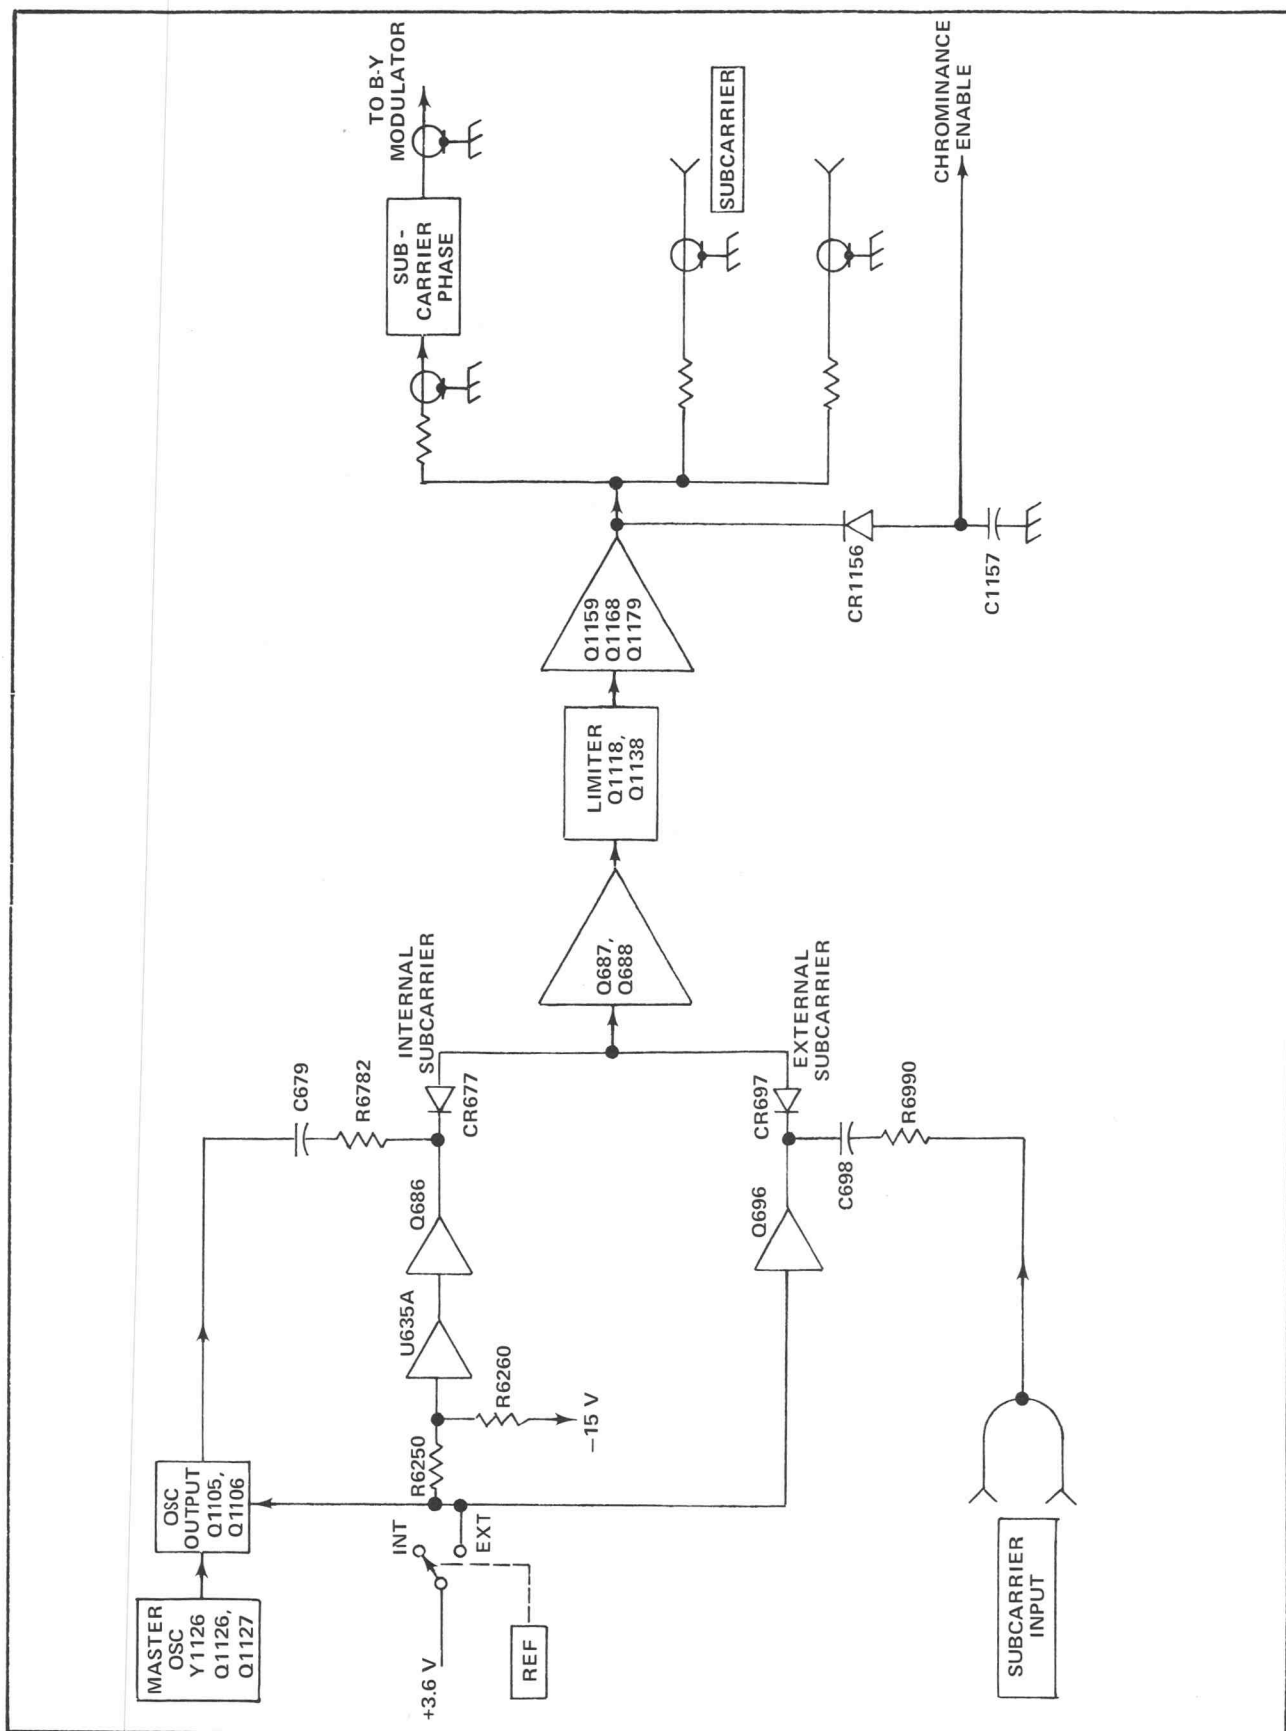 MASTER
OSC
Y1126
Q1126,
Q1127
OSC
OUTPUT
Q1105,
Q1106
C679
R6782
+3.6 V
INT
EXT
REF
R6250
R6260
–15 V
U635A
Q686
CR677
INTERNAL
SUBCARRIER
Q687,
Q688
LIMITER
Q1118,
Q1138
Q1159
Q1168
Q1179
SUB -
CARRIER
PHASE
TO B-Y
MODULATOR
SUBCARRIER
CR1156
C1157
CHROMINANCE
ENABLE
Q696
CR697
EXTERNAL
SUBCARRIER
C698
R6990
SUBCARRIER
INPUT